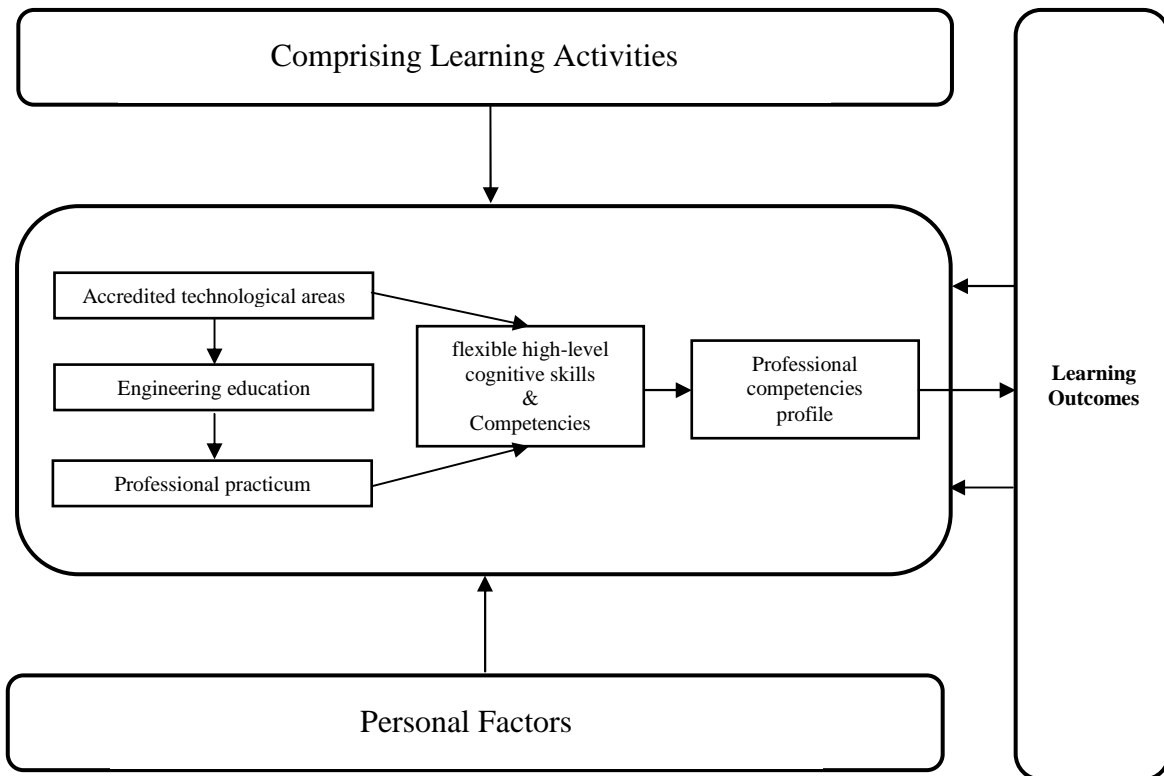 Comprising Learning Activities
Accredited technological areas
Engineering education
Professional practicum
flexible high-level
cognitive skills
&
Competencies
Professional
competencies
profile
Learning
Outcomes
Personal Factors